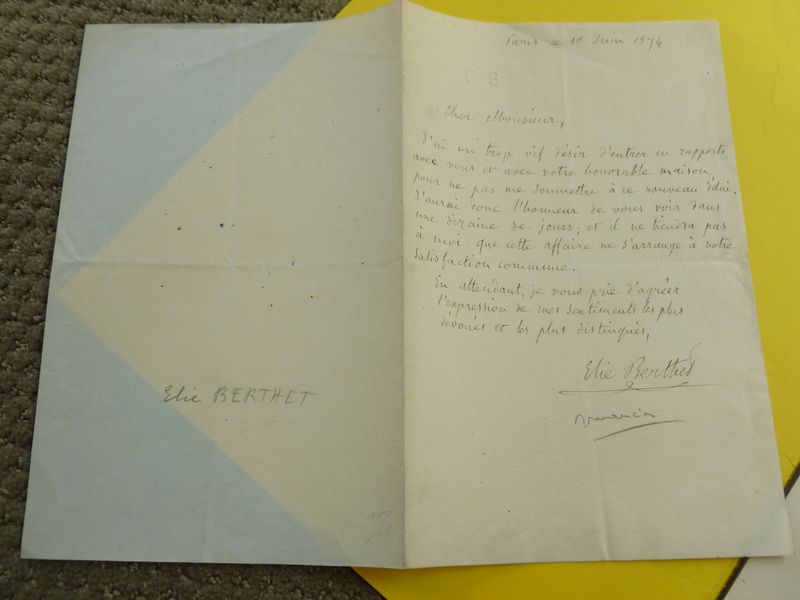 Paris ce 10 Juin 1874
E B
Cher Monsieur,
J'ai un trop vif désir d'entrer en rapports
avec vous et avec votre honorable maison
pour ne pas me soumettre à ce nouveau délai.
J'aurai donc l'honneur de vous voir dans
une dizaine de jours; et il ne tiendra pas
à moi que cette affaire ne s'arrange à notre
satisfaction commune.
En attendant, je vous prie d'agréer
l'expression de mes sentiments les plus
dévoués et les plus distingués,
Elie Berthet
romancier
Elie BERTHET